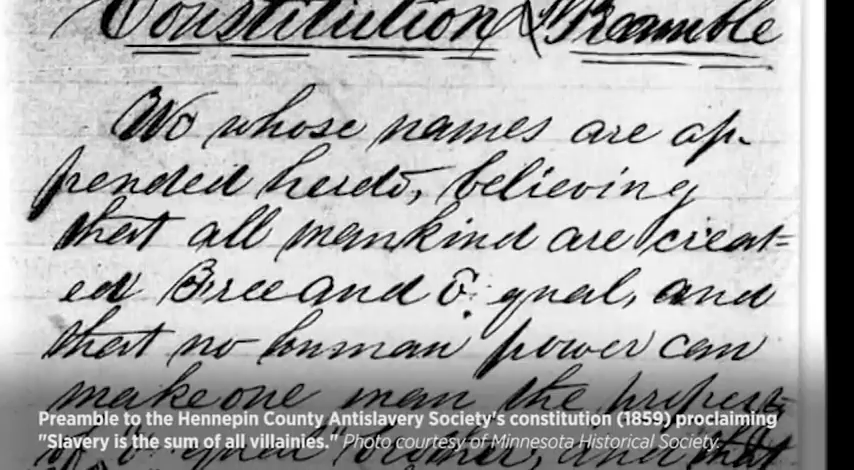 Constitution & Preamble
We whose names are ap-
pended hereto, believing
that all mankind are creat=
ed Free and E: qual, and
that no human power can
make one man the propert-
Preamble to the Hennepin County Antislavery Society's constitution (1859) proclaiming
"Slavery is the sum of all villainies." Photo courtesy of Minnesota Historical Society.